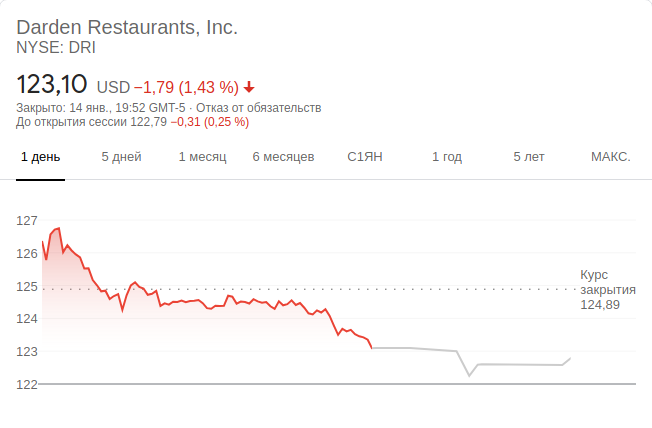 Darden Restaurants, Inc.
NYSE: DRI
123,10 USD −1,79 (1,43 %)
Закрыто: 14 янв., 19:52 GMT-5 · Отказ от обязательств
До открытия сессии 122,79 −0,31 (0,25 %)
1 день 5 дней 1 месяц 6 месяцев С1ЯН 1 год 5 лет МАКС.
127
126
125
124
123
122
Курс
закрытия
124,89